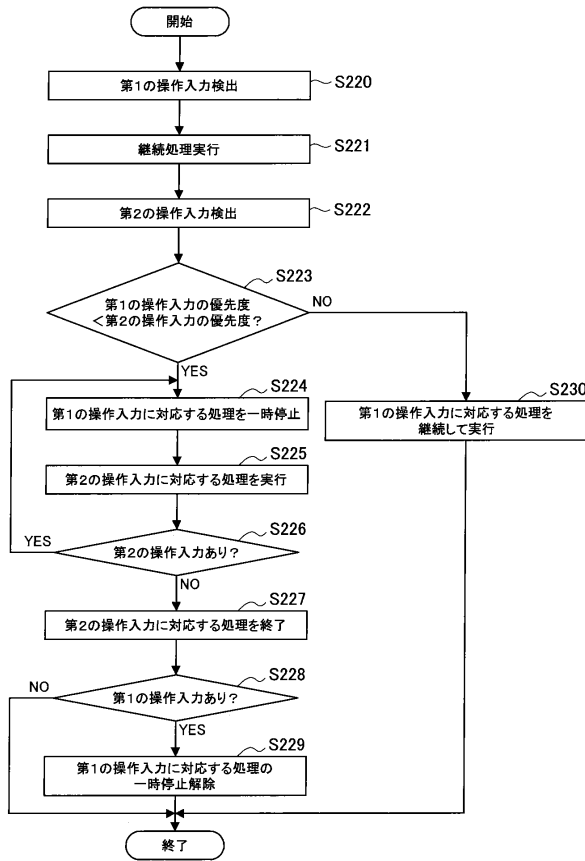 開始
第1の操作入力検出
S220
継続処理実行
S221
第2の操作入力検出
S222
S223
第1の操作入力の優先度
<第2の操作入力の優先度？
NO
YES
S224
第1の操作入力に対応する処理を一時停止
S230
第1の操作入力に対応する処理を
継続して実行
S225
第2の操作入力に対応する処理を実行
S226
YES
第2の操作入力あり？
NO
S227
第2の操作入力に対応する処理を終了
S228
NO
第1の操作入力あり？
YES
S229
第1の操作入力に対応する処理の
一時停止解除
終了